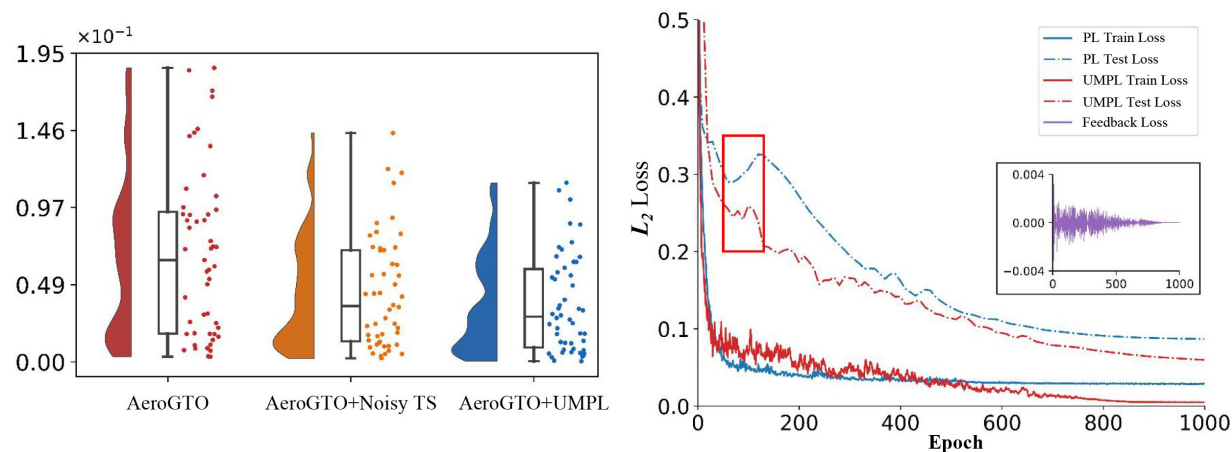 ×10⁻¹
1.95
1.46
0.97
0.49
0.00
AeroGTO
AeroGTO+Noisy TS
AeroGTO+UMPL
L₂ Loss
0.5
0.4
0.3
0.2
0.1
0.0
0
200
400
600
800
1000
Epoch
PL Train Loss
PL Test Loss
UMPL Train Loss
UMPL Test Loss
Feedback Loss
0.004
0.000
−0.004
0
500
1000